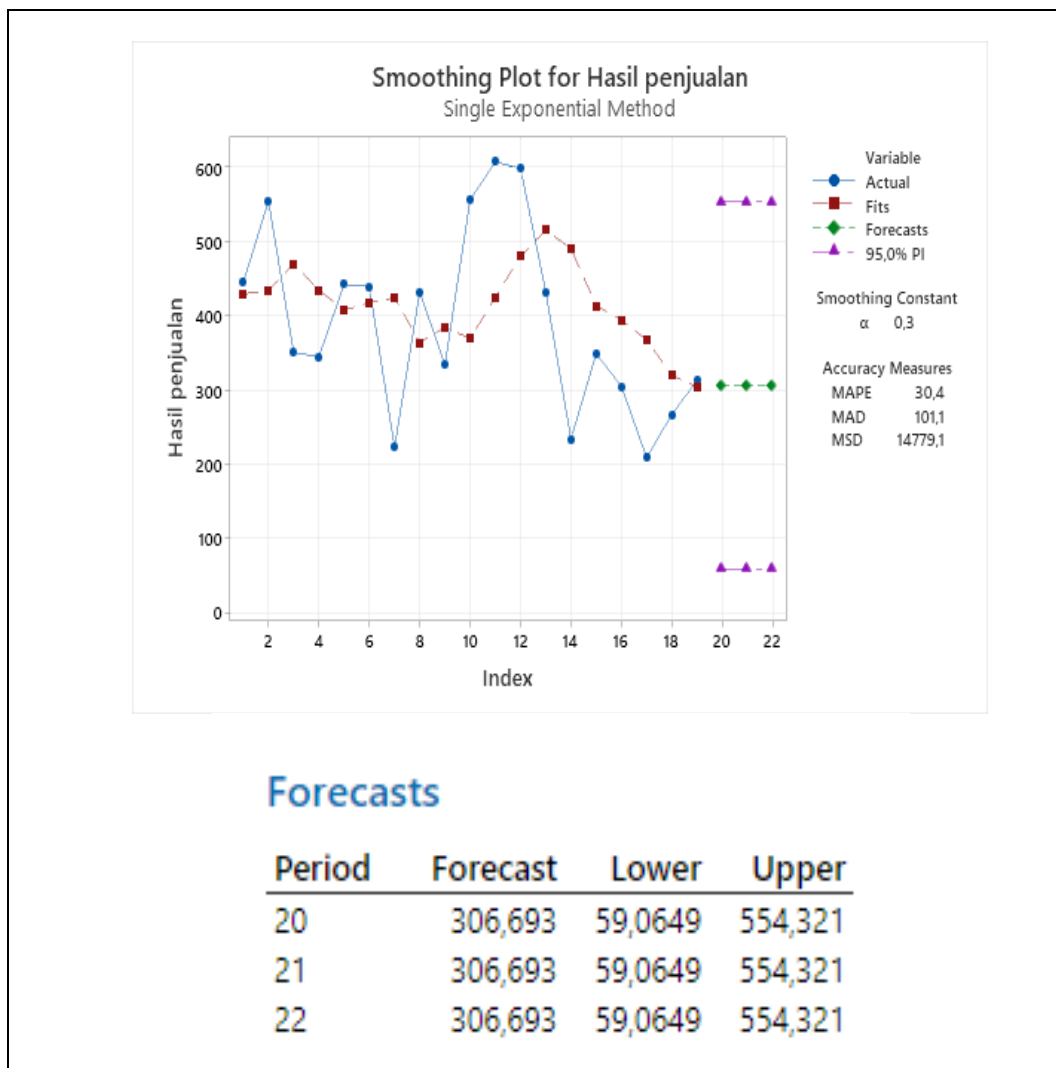 Smoothing Plot for Hasil penjualan
Single Exponential Method
Hasil penjualan
600
500
400
300
200
100
0
2 4 6 8 10 12 14 16 18 20 22
Index
Variable
Actual
Fits
Forecasts
95,0% PI
Smoothing Constant
α 0,3
Accuracy Measures
MAPE 30,4
MAD 101,1
MSD 14779,1
Forecasts
Period Forecast Lower Upper
20 306,693 59,0649 554,321
21 306,693 59,0649 554,321
22 306,693 59,0649 554,321